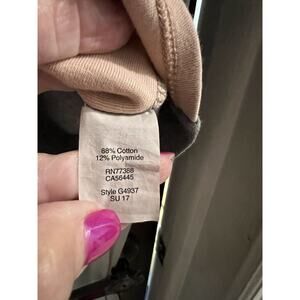 88% Cotton
12% Polyamide
RN77388
CA56445
Style G4937
SU 17